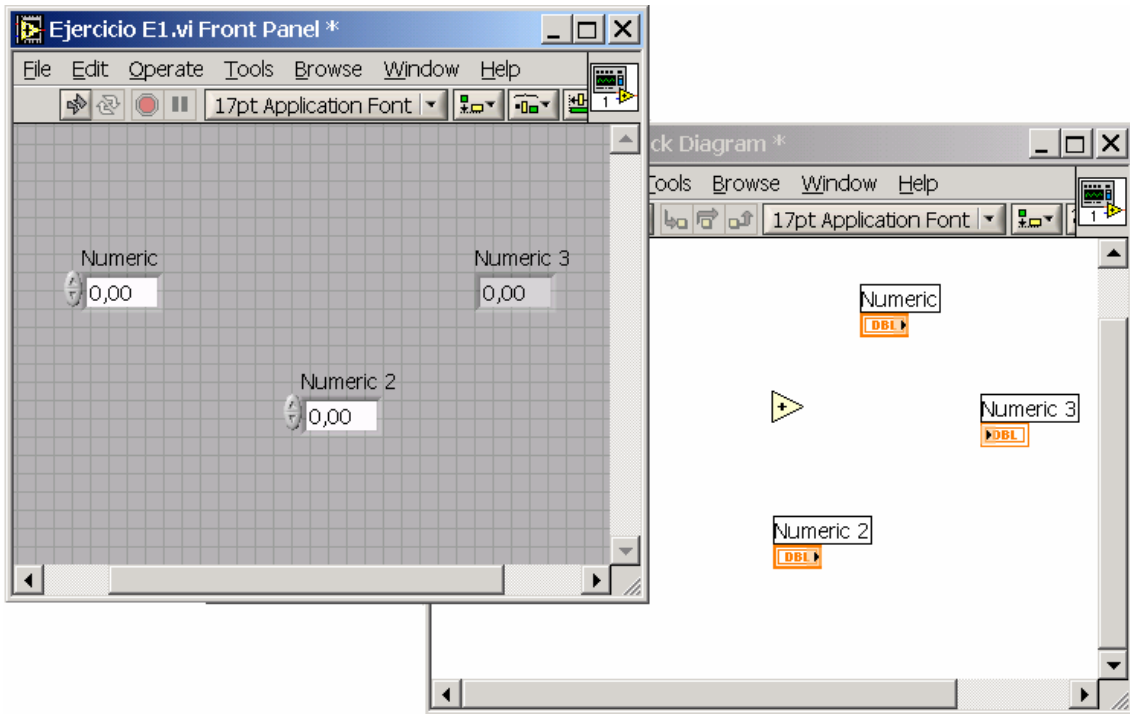 Ejercicio E1.vi Front Panel *
File Edit Operate Tools Browse Window Help
17pt Application Font
1
Numeric
0,00
Numeric 3
0,00
Numeric 2
0,00
ck Diagram *
Tools Browse Window Help
17pt Application Font
1
Numeric
DBL
+
Numeric 3
DBL
Numeric 2
DBL